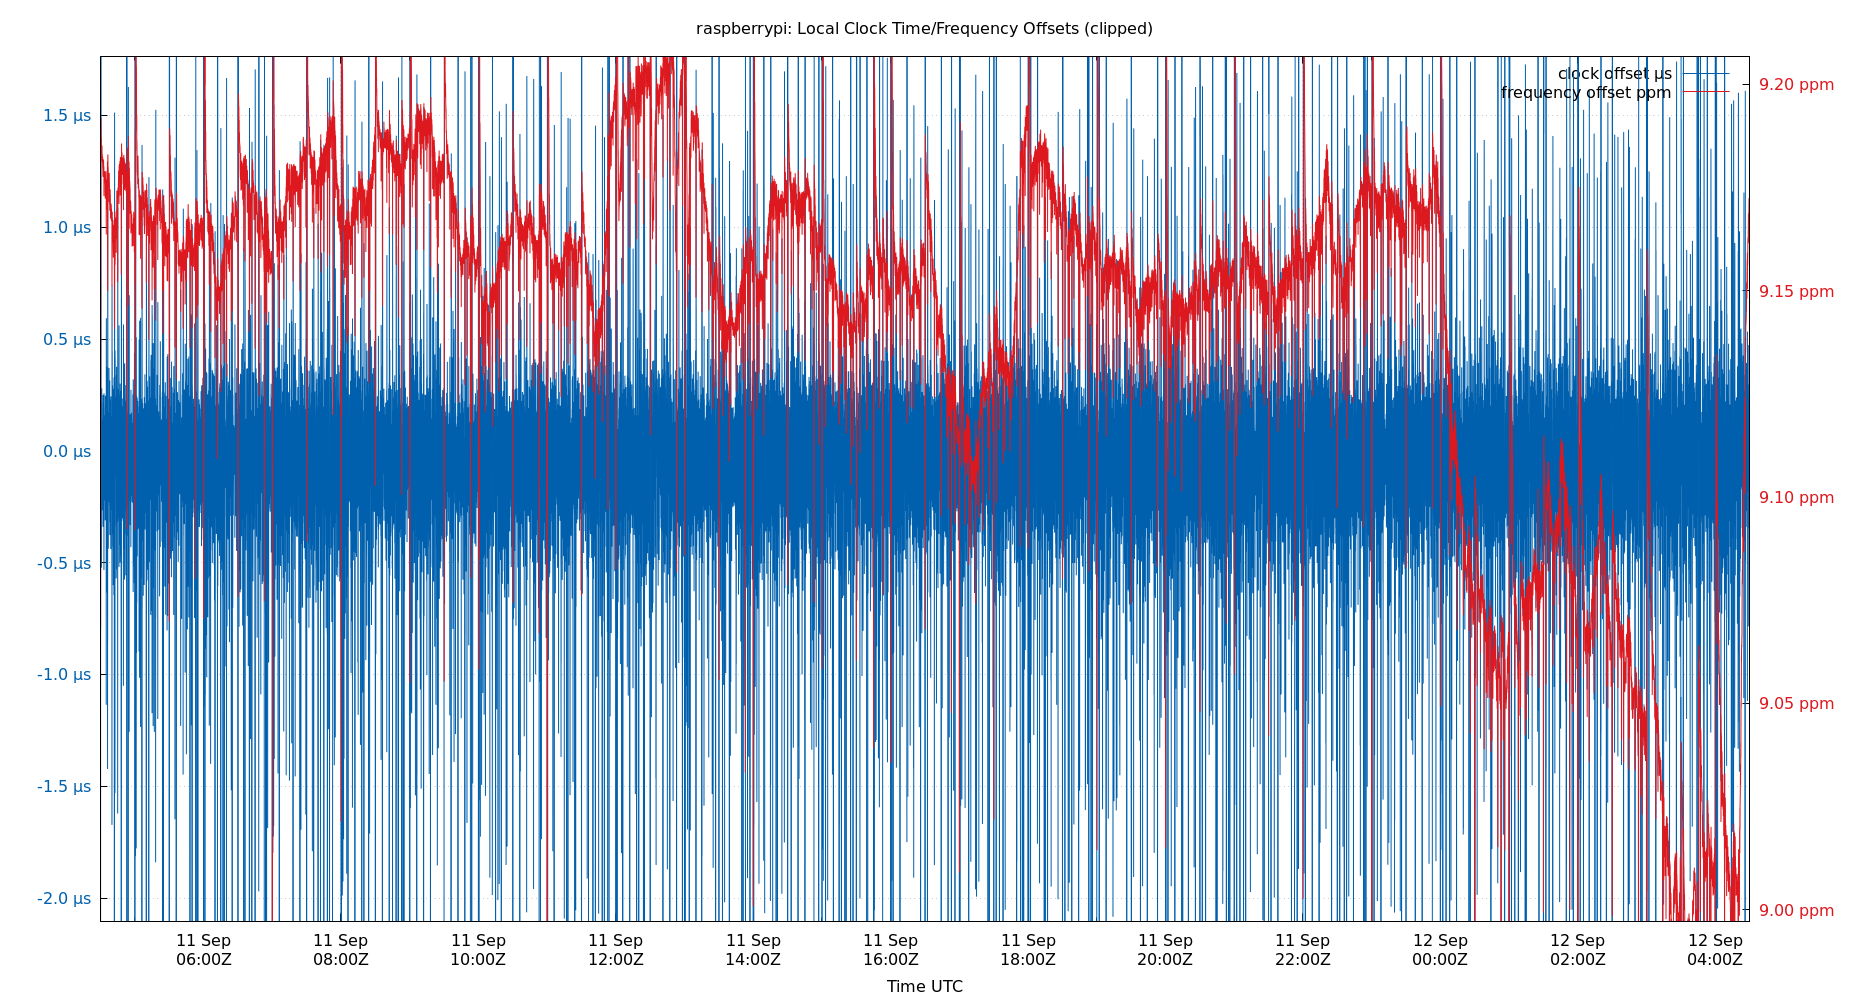 raspberrypi: Local Clock Time/Frequency Offsets (clipped)
clock offset µs
frequency offset ppm
1.5 µs
1.0 µs
0.5 µs
0.0 µs
-0.5 µs
-1.0 µs
-1.5 µs
-2.0 µs
9.20 ppm
9.15 ppm
9.10 ppm
9.05 ppm
9.00 ppm
11 Sep 11 Sep 11 Sep 11 Sep 11 Sep 11 Sep 11 Sep 11 Sep 11 Sep 12 Sep 12 Sep 12 Sep
06:00Z 08:00Z 10:00Z 12:00Z 14:00Z 16:00Z 18:00Z 20:00Z 22:00Z 00:00Z 02:00Z 04:00Z
Time UTC